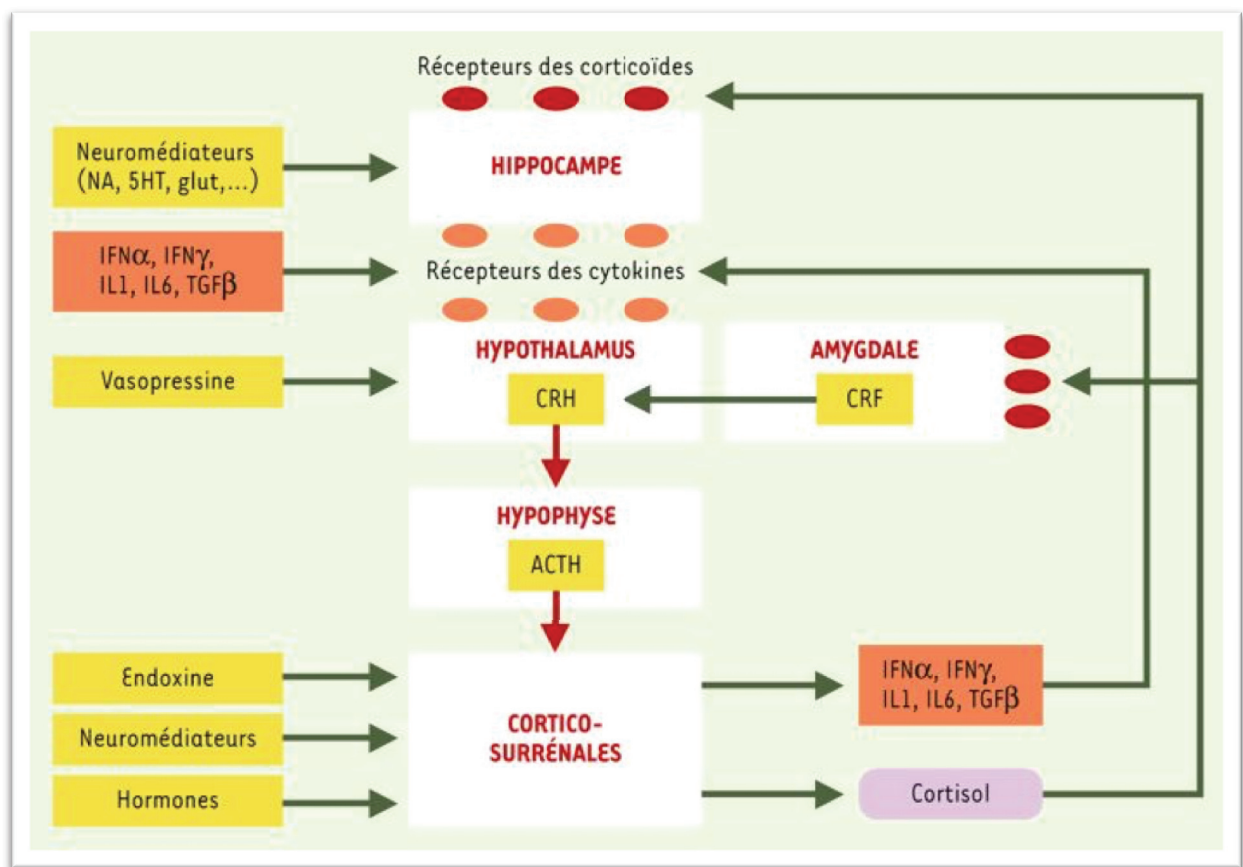 Récepteurs des corticoïdes
Neuromédiateurs
(NA, 5HT, glut,...)
HIPPOCAMPE
IFNα, IFNγ,
IL1, IL6, TGFβ
Récepteurs des cytokines
HYPOTHALAMUS
AMYGDALE
Vasopressine
CRH
CRF
HYPOPHYSE
ACTH
Endoxine
Neuromédiateurs
Hormones
CORTICO-
SURRÉNALES
IFNα, IFNγ,
IL1, IL6, TGFβ
Cortisol